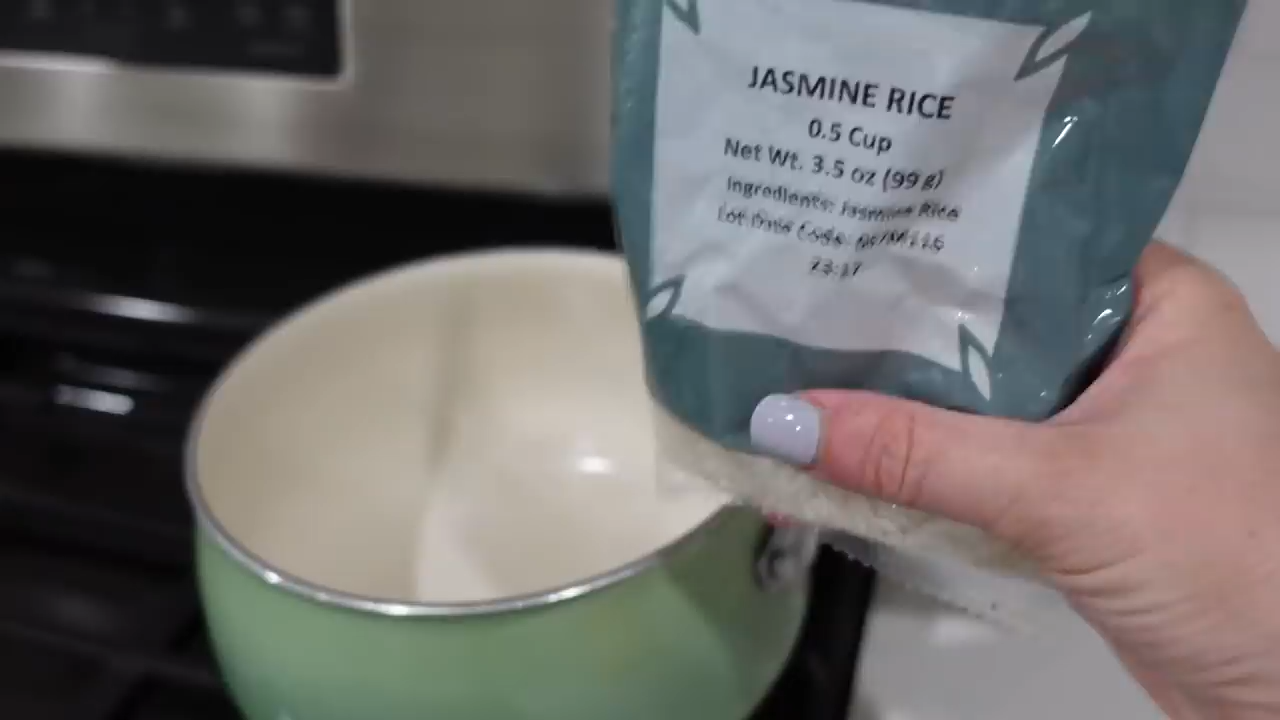 JASMINE RICE
0.5 Cup
Net Wt. 3.5 oz (99 g)
Ingredients: Jasmine Rice
Lot Date Code: